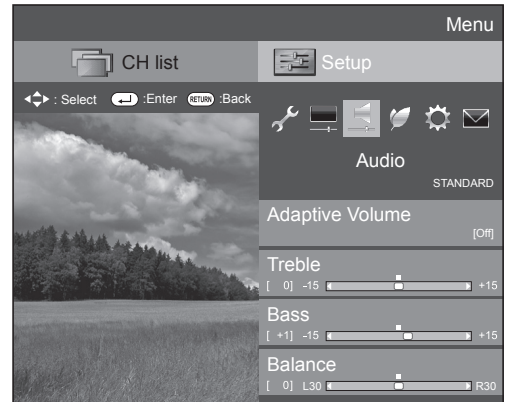 Menu
CH list
Setup
: Select :Enter RETURN :Back
Audio
STANDARD
Adaptive Volume
[Off]
Treble
[ 0] –15 +15
Bass
[ +1] –15 +15
Balance
[ 0] L30 R30